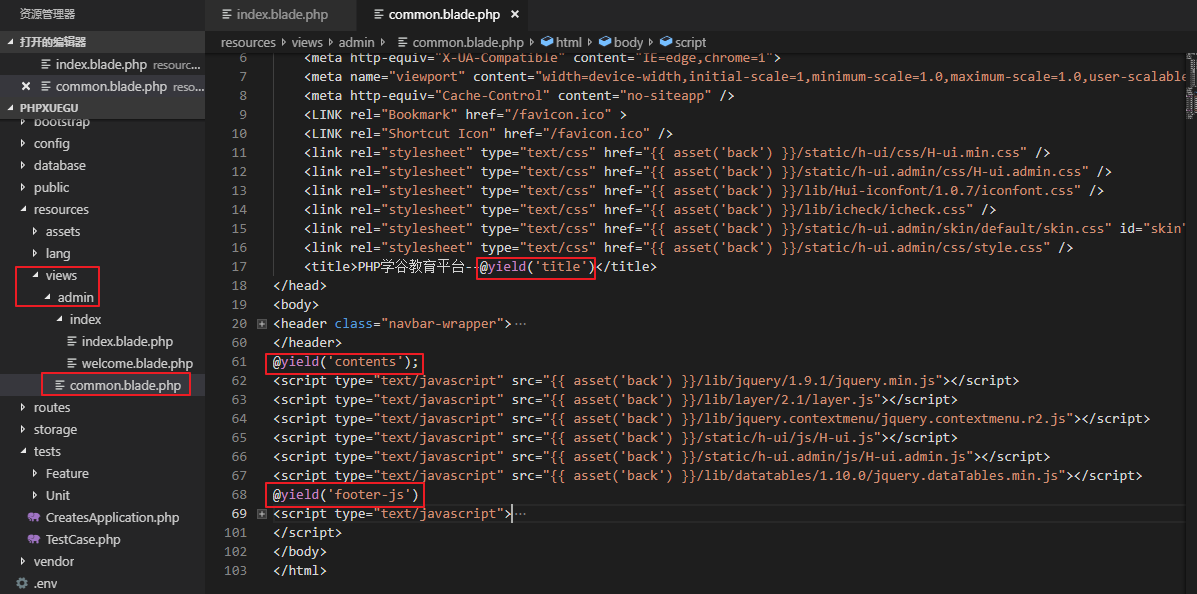 资源管理器
打开的编辑器
index.blade.php resourc...
common.blade.php reso...
PHPXUEGU
bootstrap
config
database
public
resources
assets
lang
views
admin
index
index.blade.php
welcome.blade.php
common.blade.php
routes
storage
tests
Feature
Unit
CreatesApplication.php
TestCase.php
vendor
.env
index.blade.php
common.blade.php ×
resources views admin common.blade.php html body script
6 <meta http-equiv="X-UA-Compatible" content="IE=edge,chrome=1">
7 <meta name="viewport" content="width=device-width,initial-scale=1,minimum-scale=1.0,maximum-scale=1.0,user-scalable
8 <meta http-equiv="Cache-Control" content="no-siteapp" />
9 <LINK rel="Bookmark" href="/favicon.ico" >
10 <LINK rel="Shortcut Icon" href="/favicon.ico" />
11 <link rel="stylesheet" type="text/css" href="{{ asset('back') }}/static/h-ui/css/H-ui.min.css" />
12 <link rel="stylesheet" type="text/css" href="{{ asset('back') }}/static/h-ui.admin/css/H-ui.admin.css" />
13 <link rel="stylesheet" type="text/css" href="{{ asset('back') }}/lib/Hui-iconfont/1.0.7/iconfont.css" />
14 <link rel="stylesheet" type="text/css" href="{{ asset('back') }}/lib/icheck/icheck.css" />
15 <link rel="stylesheet" type="text/css" href="{{ asset('back') }}/static/h-ui.admin/skin/default/skin.css" id="skin"
16 <link rel="stylesheet" type="text/css" href="{{ asset('back') }}/static/h-ui.admin/css/style.css" />
17 <title>PHP学谷教育平台--@yield('title')</title>
18 </head>
19 <body>
20 <header class="navbar-wrapper">...
60 </header>
61 @yield('contents');
62 <script type="text/javascript" src="{{ asset('back') }}/lib/jquery/1.9.1/jquery.min.js"></script>
63 <script type="text/javascript" src="{{ asset('back') }}/lib/layer/2.1/layer.js"></script>
64 <script type="text/javascript" src="{{ asset('back') }}/lib/jquery.contextmenu/jquery.contextmenu.r2.js"></script>
65 <script type="text/javascript" src="{{ asset('back') }}/static/h-ui/js/H-ui.js"></script>
66 <script type="text/javascript" src="{{ asset('back') }}/static/h-ui.admin/js/H-ui.admin.js"></script>
67 <script type="text/javascript" src="{{ asset('back') }}/lib/datatables/1.10.0/jquery.dataTables.min.js"></script>
68 @yield('footer-js')
69 <script type="text/javascript">...
101 </script>
102 </body>
103 </html>